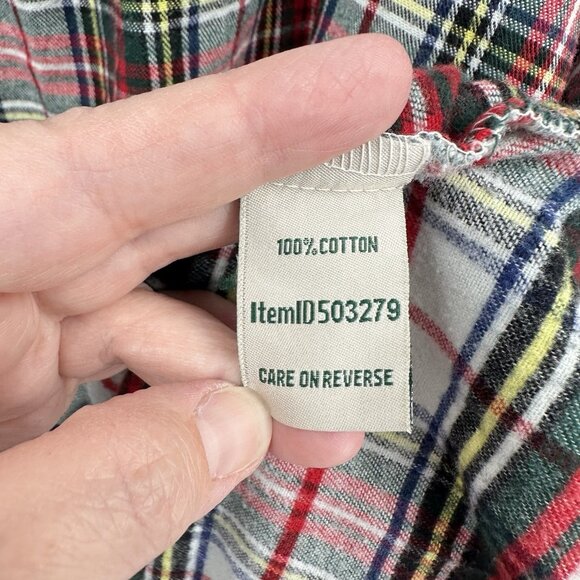 100% COTTON
ItemID503279
CARE ON REVERSE